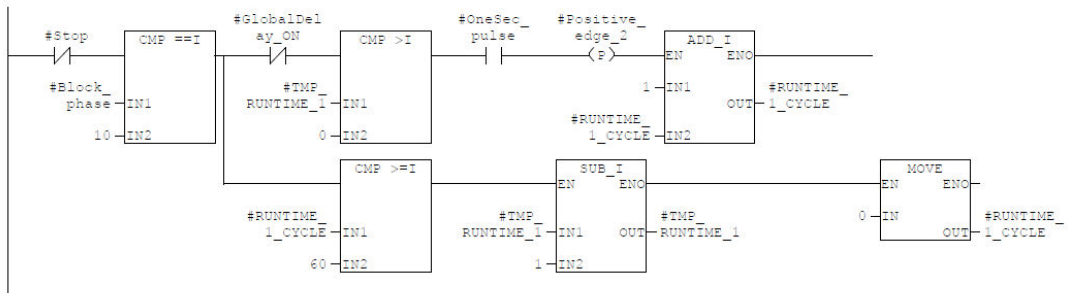 #Stop
CMP ==I
#Block_
phase
IN1
10
IN2
#GlobalDel
ay_ON
CMP >I
#TMP_
RUNTIME_1
IN1
0
IN2
#OneSec_
pulse
#Positive_
edge_2
P
ADD_I
EN
ENO
1
IN1
#RUNTIME_
1_CYCLE
IN2
OUT
#RUNTIME_
1_CYCLE
CMP >=I
#RUNTIME_
1_CYCLE
IN1
60
IN2
SUB_I
EN
ENO
#TMP_
RUNTIME_1
IN1
1
IN2
OUT
#TMP_
RUNTIME_1
MOVE
EN
ENO
0
IN
OUT
#RUNTIME_
1_CYCLE